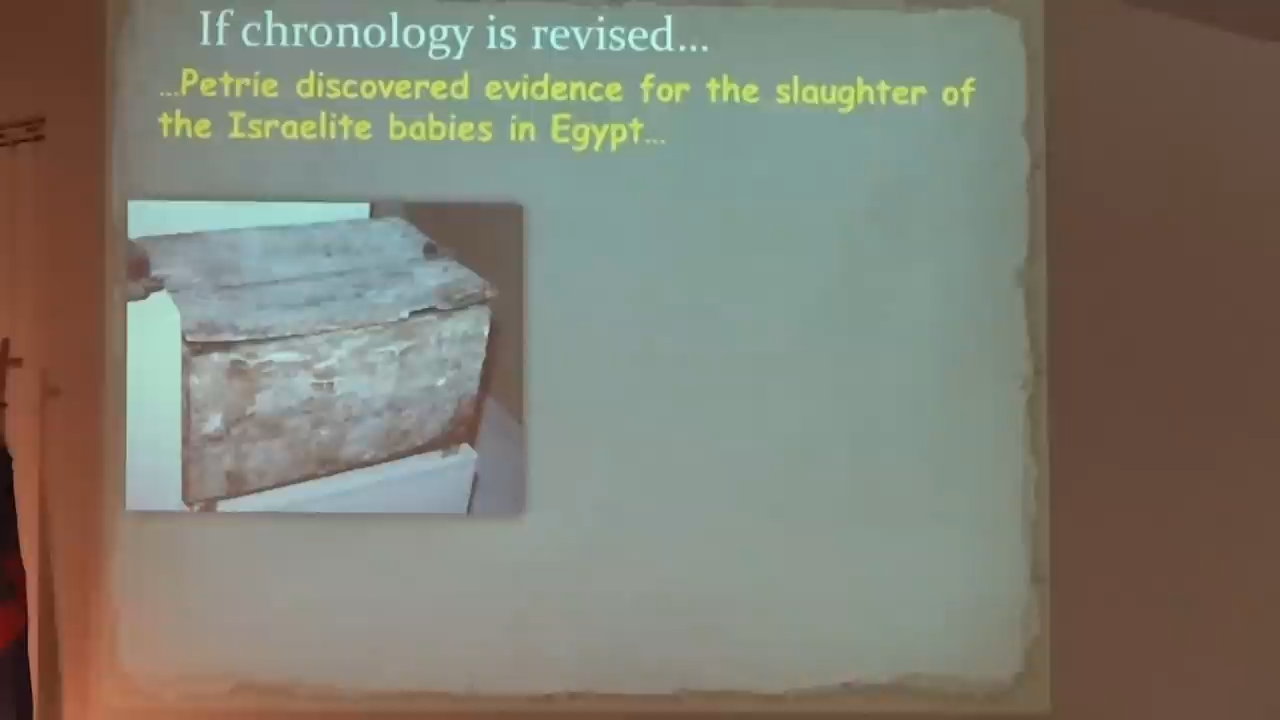 If chronology is revised...
...Petrie discovered evidence for the slaughter of
the Israelite babies in Egypt...